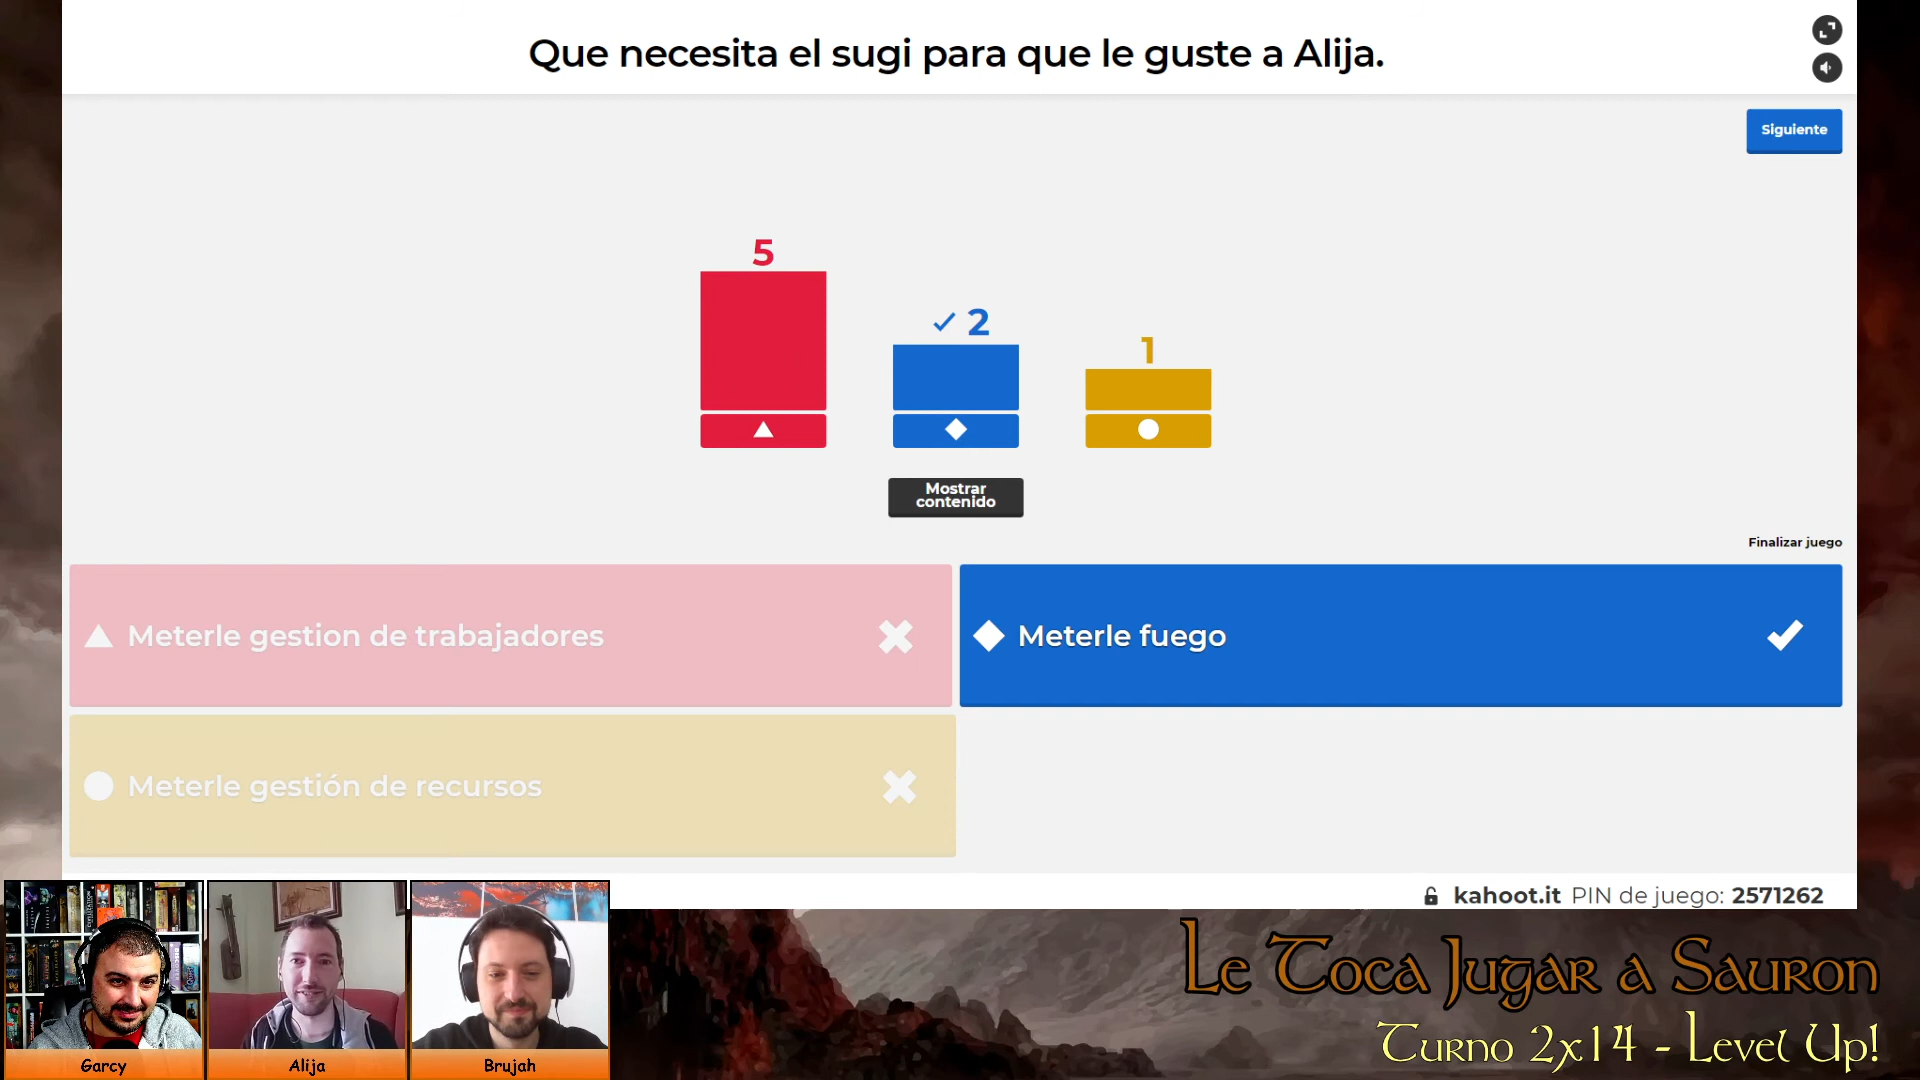 Que necesita el sugi para que le guste a Alija.
Siguiente
5
2
1
Mostrar
contenido
Finalizar juego
Meterle gestion de trabajadores
Meterle fuego
Meterle gestión de recursos
kahoot.it PIN de juego: 2571262
Garcy
Alija
Brujah
Le Toca Jugar a Sauron
Turno 2x14 - Level Up!